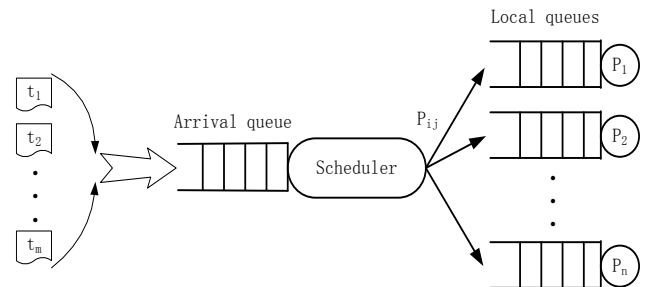 Local queues
t1
P1
Arrival queue
Pij
t2
Scheduler
P2
tm
Pn